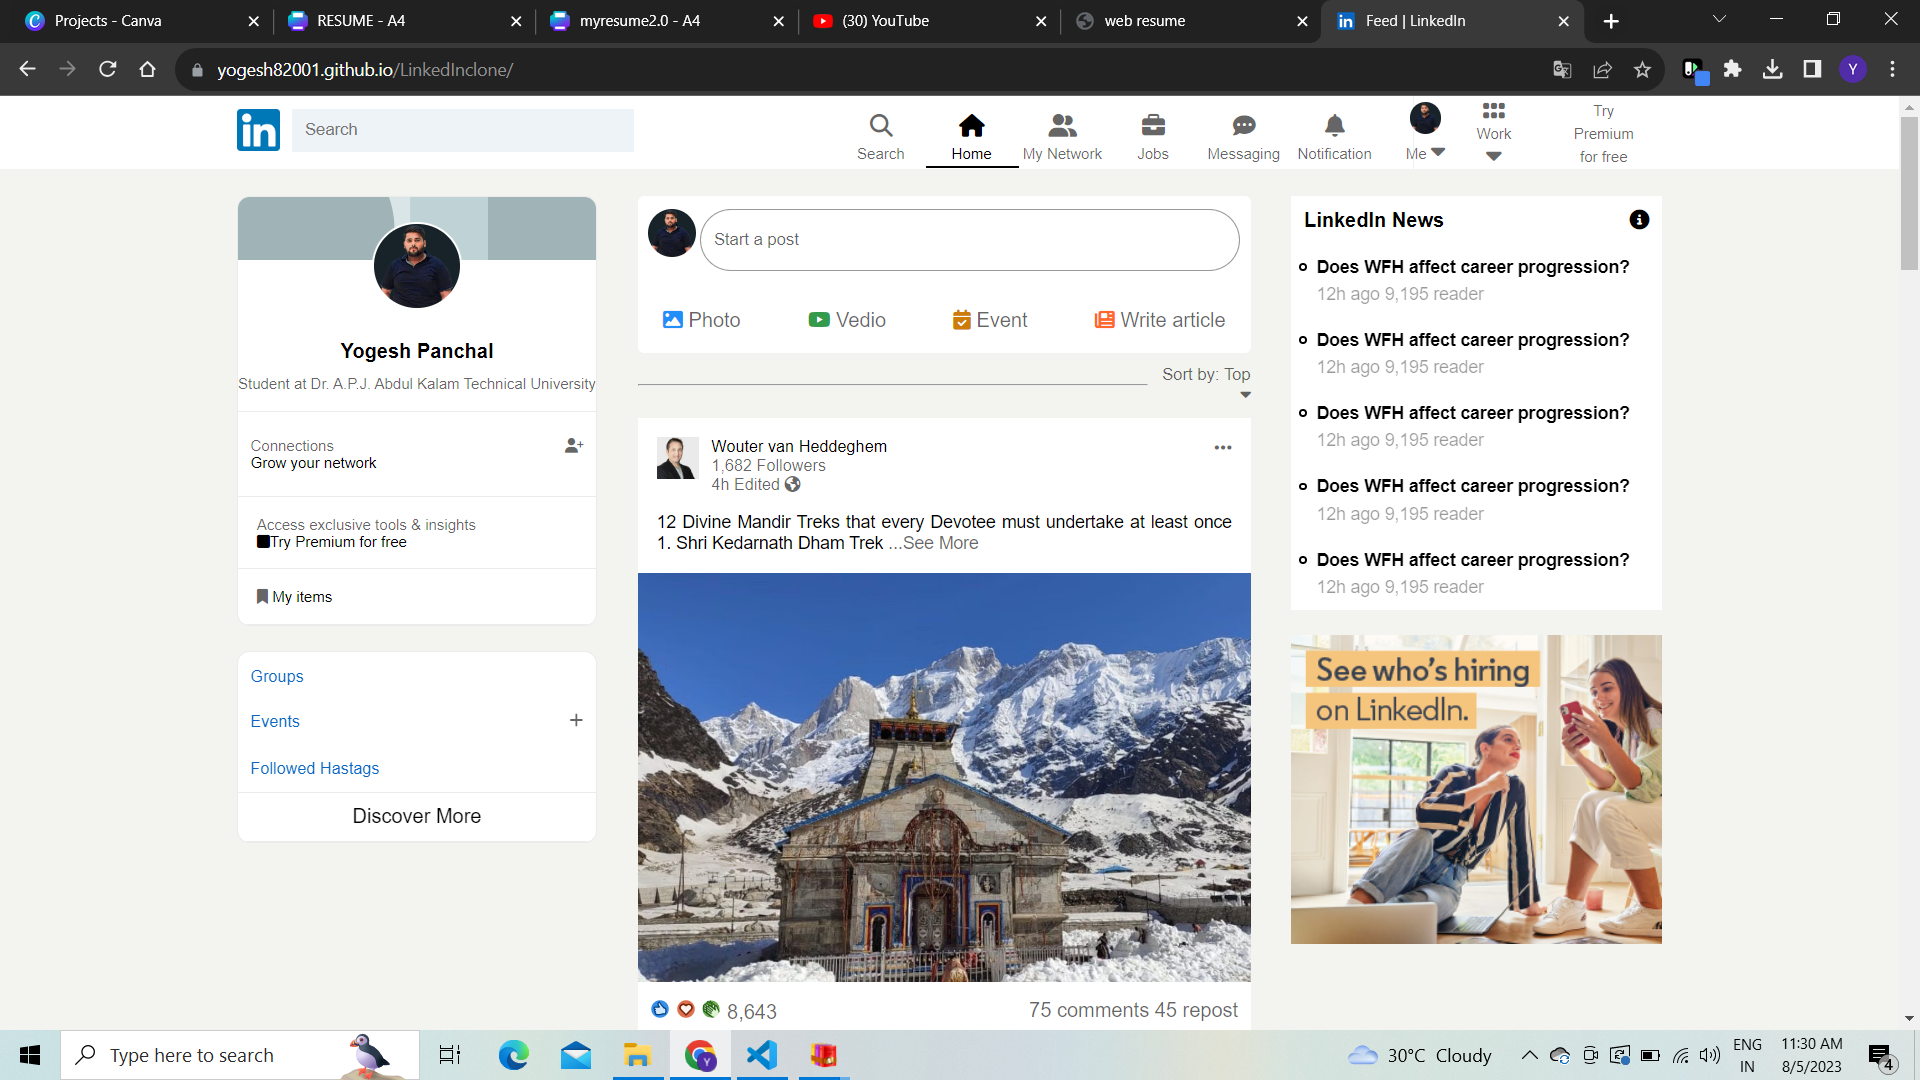 Projects - Canva
RESUME - A4
myresume2.0 - A4
(30) YouTube
web resume
Feed | LinkedIn
yogesh82001.github.io/LinkedInclone/
Y
in
Search
Search
Home
My Network
Jobs
Messaging
Notification
Me
Work
Try
Premium
for free
Yogesh Panchal
Student at Dr. A.P.J. Abdul Kalam Technical University
Connections
Grow your network
Access exclusive tools & insights
Try Premium for free
My items
Groups
Events
+
Followed Hastags
Discover More
Start a post
Photo
Vedio
Event
Write article
Sort by: Top
Wouter van Heddeghem
1,682 Followers
4h Edited
12 Divine Mandir Treks that every Devotee must undertake at least once
1. Shri Kedarnath Dham Trek ...See More
8,643
75 comments 45 repost
LinkedIn News
Does WFH affect career progression?
12h ago 9,195 reader
Does WFH affect career progression?
12h ago 9,195 reader
Does WFH affect career progression?
12h ago 9,195 reader
Does WFH affect career progression?
12h ago 9,195 reader
Does WFH affect career progression?
12h ago 9,195 reader
See who's hiring
on LinkedIn.
Type here to search
30°C Cloudy
ENG
IN
11:30 AM
8/5/2023
4